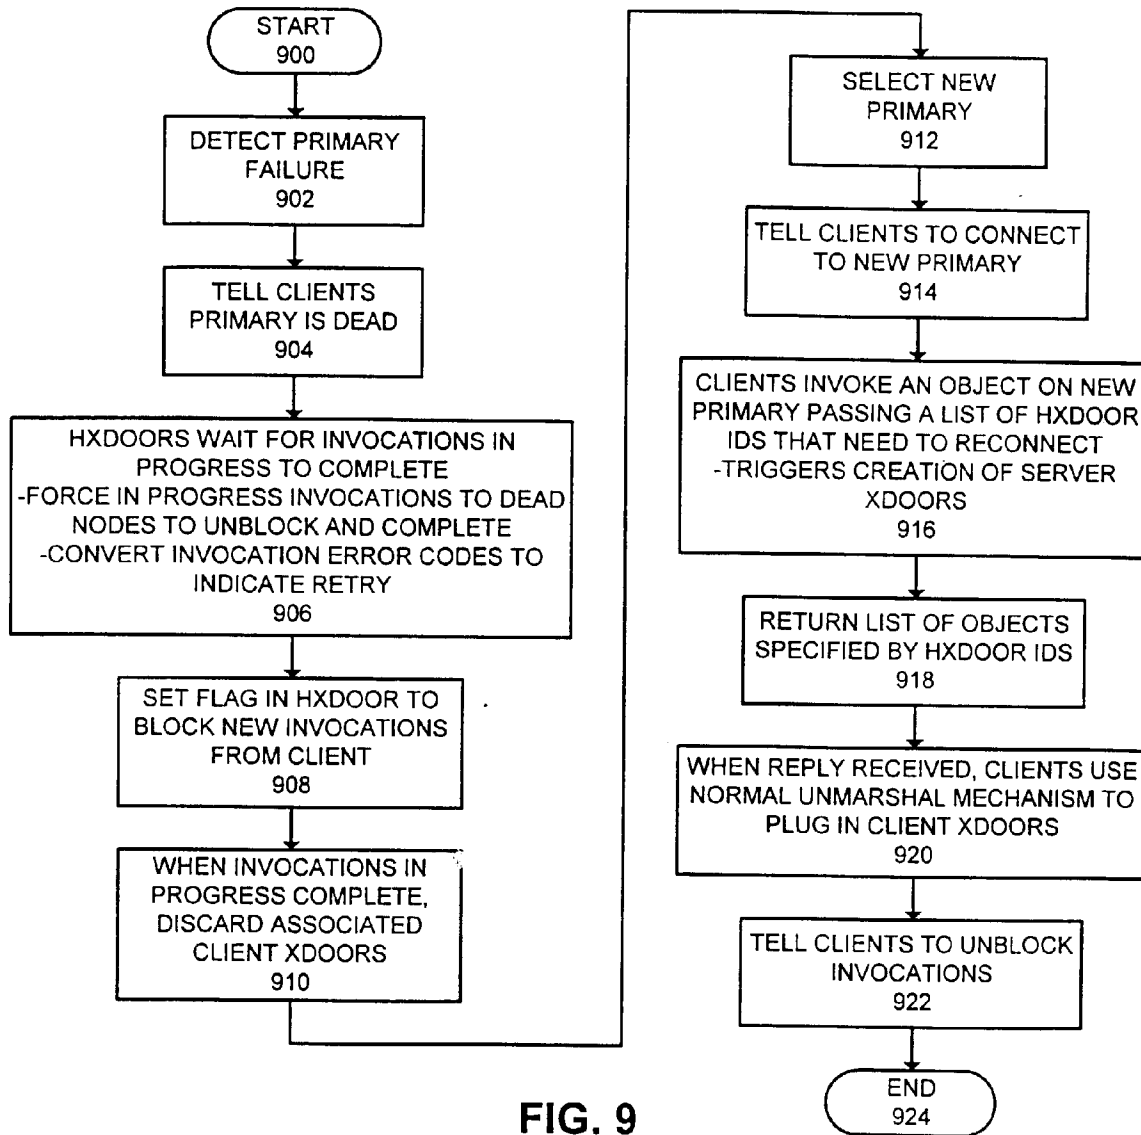 START
900
DETECT PRIMARY
FAILURE
902
TELL CLIENTS
PRIMARY IS DEAD
904
HXDOORS WAIT FOR INVOCATIONS IN
PROGRESS TO COMPLETE
-FORCE IN PROGRESS INVOCATIONS TO DEAD
NODES TO UNBLOCK AND COMPLETE
-CONVERT INVOCATION ERROR CODES TO
INDICATE RETRY
906
SET FLAG IN HXDOOR TO
BLOCK NEW INVOCATIONS
FROM CLIENT
908
WHEN INVOCATIONS IN
PROGRESS COMPLETE,
DISCARD ASSOCIATED
CLIENT XDOORS
910
SELECT NEW
PRIMARY
912
TELL CLIENTS TO CONNECT
TO NEW PRIMARY
914
CLIENTS INVOKE AN OBJECT ON NEW
PRIMARY PASSING A LIST OF HXDOOR
IDS THAT NEED TO RECONNECT
-TRIGGERS CREATION OF SERVER
XDOORS
916
RETURN LIST OF OBJECTS
SPECIFIED BY HXDOOR IDS
918
WHEN REPLY RECEIVED, CLIENTS USE
NORMAL UNMARSHAL MECHANISM TO
PLUG IN CLIENT XDOORS
920
TELL CLIENTS TO UNBLOCK
INVOCATIONS
922
END
924
FIG. 9